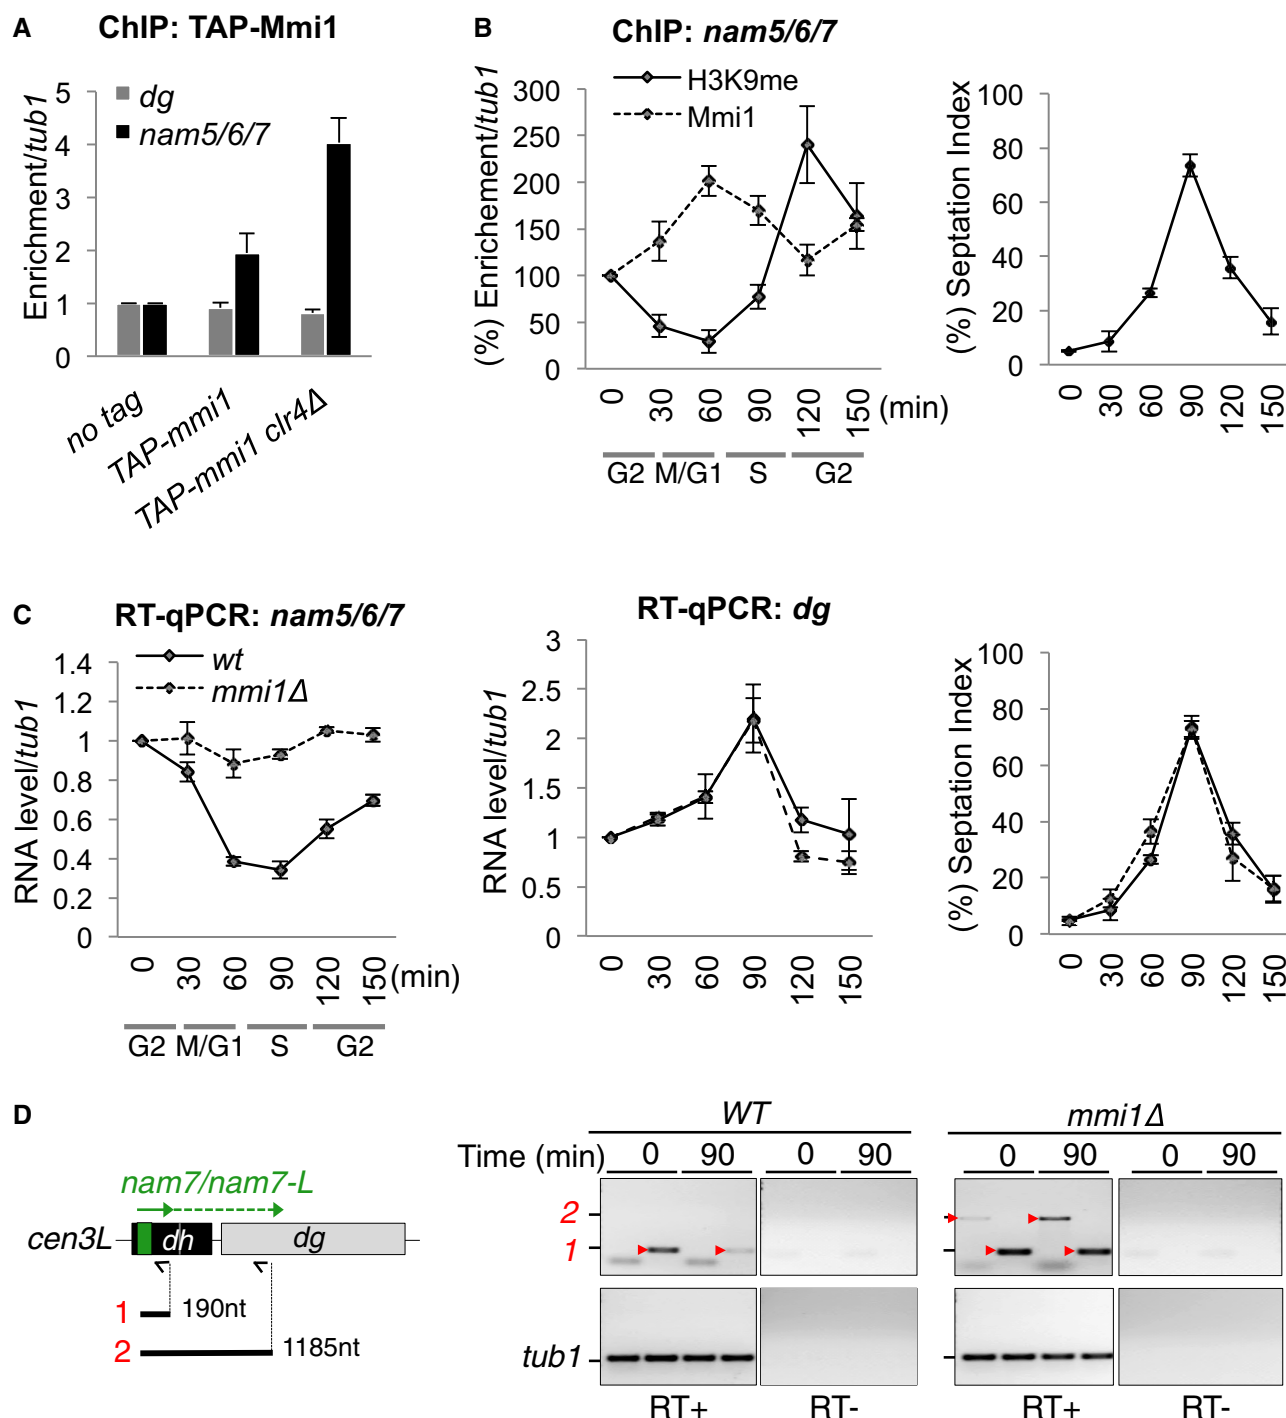 A
ChIP: TAP-Mmi1
Enrichment/tub1
5
4
3
2
1
0
dg
nam5/6/7
no tag
TAP-mmi1
TAP-mmi1 clr4Δ
B
ChIP: nam5/6/7
(%) Enrichement/tub1
300
250
200
150
100
50
0
H3K9me
Mmi1
0 30 60 90 120 150 (min)
G2 M/G1 S G2
(%) Septation Index
100
80
60
40
20
0
0 30 60 90 120 150
C
RT-qPCR: nam5/6/7
RNA level/tub1
1.4
1.2
1
0.8
0.6
0.4
0.2
0
wt
mmi1Δ
0 30 60 90 120 150 (min)
G2 M/G1 S G2
RT-qPCR: dg
RNA level/tub1
3
2.5
2
1.5
1
0.5
0
0 30 60 90 120 150
(%) Septation Index
100
80
60
40
20
0
0 30 60 90 120 150
D
nam7/nam7-L
cen3L
dh
dg
1
190nt
2
1185nt
WT
mmi1Δ
Time (min) 0 90 0 90 0 90 0 90
2
1
tub1
RT+ RT- RT+ RT-